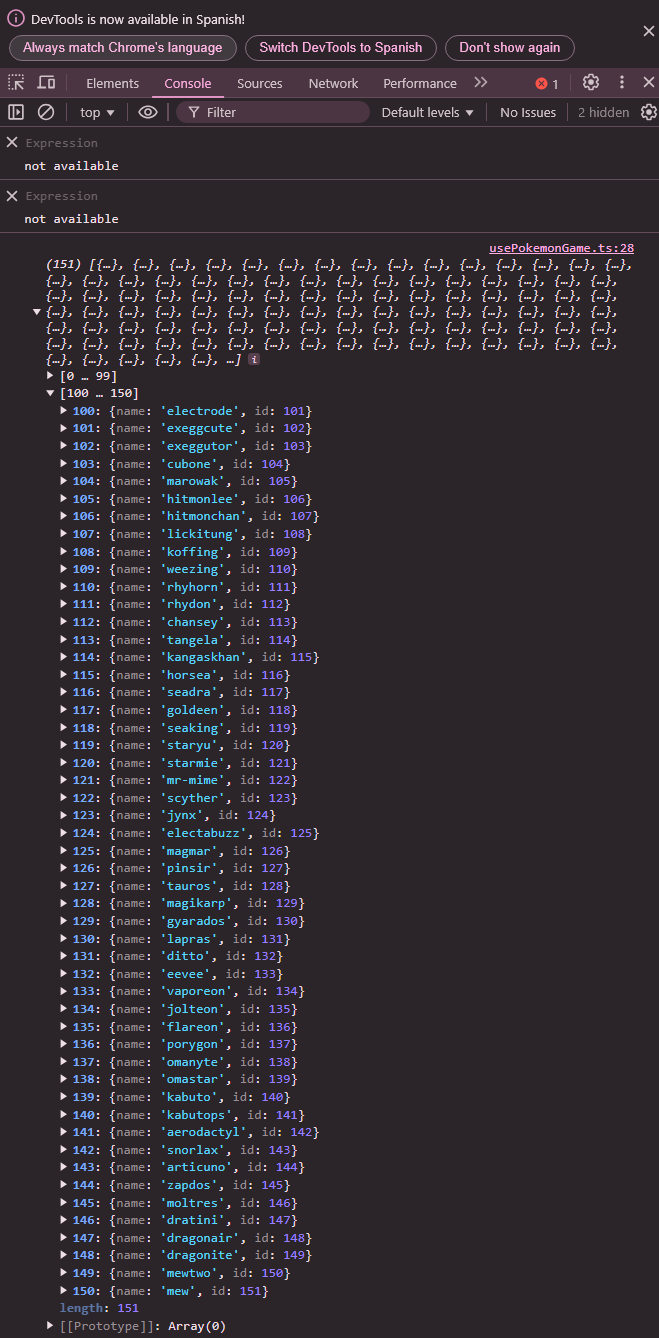 DevTools is now available in Spanish!
Always match Chrome's language Switch DevTools to Spanish Don't show again
Elements Console Sources Network Performance 1
top Filter Default levels No Issues 2 hidden
Expression
not available
Expression
not available
usePokemonGame.ts:28
(151) [{…}, {…}, {…}, {…}, {…}, {…}, {…}, {…}, {…}, {…}, {…}, {…}, {…}, {…}, {…},
{…}, {…}, {…}, {…}, {…}, {…}, {…}, {…}, {…}, {…}, {…}, {…}, {…}, {…}, {…}, {…},
{…}, {…}, {…}, {…}, {…}, {…}, {…}, {…}, {…}, {…}, {…}, {…}, {…}, {…}, {…}, {…},
{…}, {…}, {…}, {…}, {…}, {…}, {…}, {…}, {…}, {…}, {…}, {…}, {…}, {…}, {…}, {…},
{…}, {…}, {…}, {…}, {…}, {…}, {…}, {…}, {…}, {…}, {…}, {…}, {…}, {…}, {…}, {…},
{…}, {…}, {…}, {…}, {…}, {…}, {…}, {…}, {…}, {…}, {…}, {…}, {…}, {…}, {…}, {…},
{…}, {…}, {…}, {…}, {…}, …] i
[0 … 99]
[100 … 150]
100: {name: 'electrode', id: 101}
101: {name: 'exeggcute', id: 102}
102: {name: 'exeggutor', id: 103}
103: {name: 'cubone', id: 104}
104: {name: 'marowak', id: 105}
105: {name: 'hitmonlee', id: 106}
106: {name: 'hitmonchan', id: 107}
107: {name: 'lickitung', id: 108}
108: {name: 'koffing', id: 109}
109: {name: 'weezing', id: 110}
110: {name: 'rhyhorn', id: 111}
111: {name: 'rhydon', id: 112}
112: {name: 'chansey', id: 113}
113: {name: 'tangela', id: 114}
114: {name: 'kangaskhan', id: 115}
115: {name: 'horsea', id: 116}
116: {name: 'seadra', id: 117}
117: {name: 'goldeen', id: 118}
118: {name: 'seaking', id: 119}
119: {name: 'staryu', id: 120}
120: {name: 'starmie', id: 121}
121: {name: 'mr-mime', id: 122}
122: {name: 'scyther', id: 123}
123: {name: 'jynx', id: 124}
124: {name: 'electabuzz', id: 125}
125: {name: 'magmar', id: 126}
126: {name: 'pinsir', id: 127}
127: {name: 'tauros', id: 128}
128: {name: 'magikarp', id: 129}
129: {name: 'gyarados', id: 130}
130: {name: 'lapras', id: 131}
131: {name: 'ditto', id: 132}
132: {name: 'eevee', id: 133}
133: {name: 'vaporeon', id: 134}
134: {name: 'jolteon', id: 135}
135: {name: 'flareon', id: 136}
136: {name: 'porygon', id: 137}
137: {name: 'omanyte', id: 138}
138: {name: 'omastar', id: 139}
139: {name: 'kabuto', id: 140}
140: {name: 'kabutops', id: 141}
141: {name: 'aerodactyl', id: 142}
142: {name: 'snorlax', id: 143}
143: {name: 'articuno', id: 144}
144: {name: 'zapdos', id: 145}
145: {name: 'moltres', id: 146}
146: {name: 'dratini', id: 147}
147: {name: 'dragonair', id: 148}
148: {name: 'dragonite', id: 149}
149: {name: 'mewtwo', id: 150}
150: {name: 'mew', id: 151}
length: 151
[[Prototype]]: Array(0)